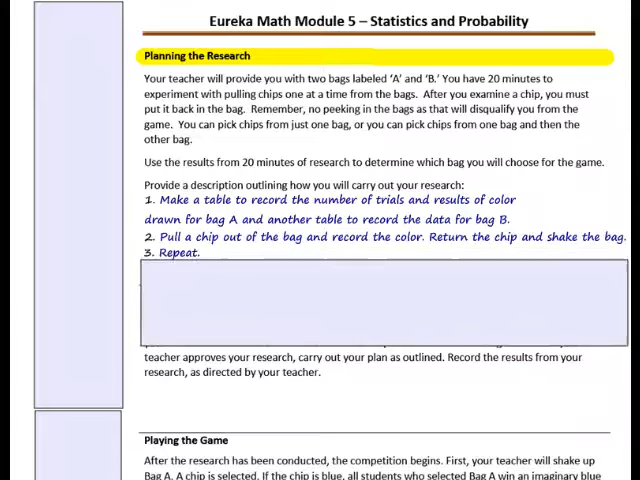 Eureka Math Module 5 – Statistics and Probability
Planning the Research
Your teacher will provide you with two bags labeled ‘A’ and ‘B.’ You have 20 minutes to
experiment with pulling chips one at a time from the bags. After you examine a chip, you must
put it back in the bag. Remember, no peeking in the bags as that will disqualify you from the
game. You can pick chips from just one bag, or you can pick chips from one bag and then the
other bag.
Use the results from 20 minutes of research to determine which bag you will choose for the game.
Provide a description outlining how you will carry out your research:
1. Make a table to record the number of trials and results of color
drawn for bag A and another table to record the data for bag B.
2. Pull a chip out of the bag and record the color. Return the chip and shake the bag.
3. Repeat.
teacher approves your research, carry out your plan as outlined. Record the results from your
research, as directed by your teacher.
Playing the Game
After the research has been conducted, the competition begins. First, your teacher will shake up
Bag A. A chip is selected. If the chip is blue, all students who selected Bag A win an imaginary blue